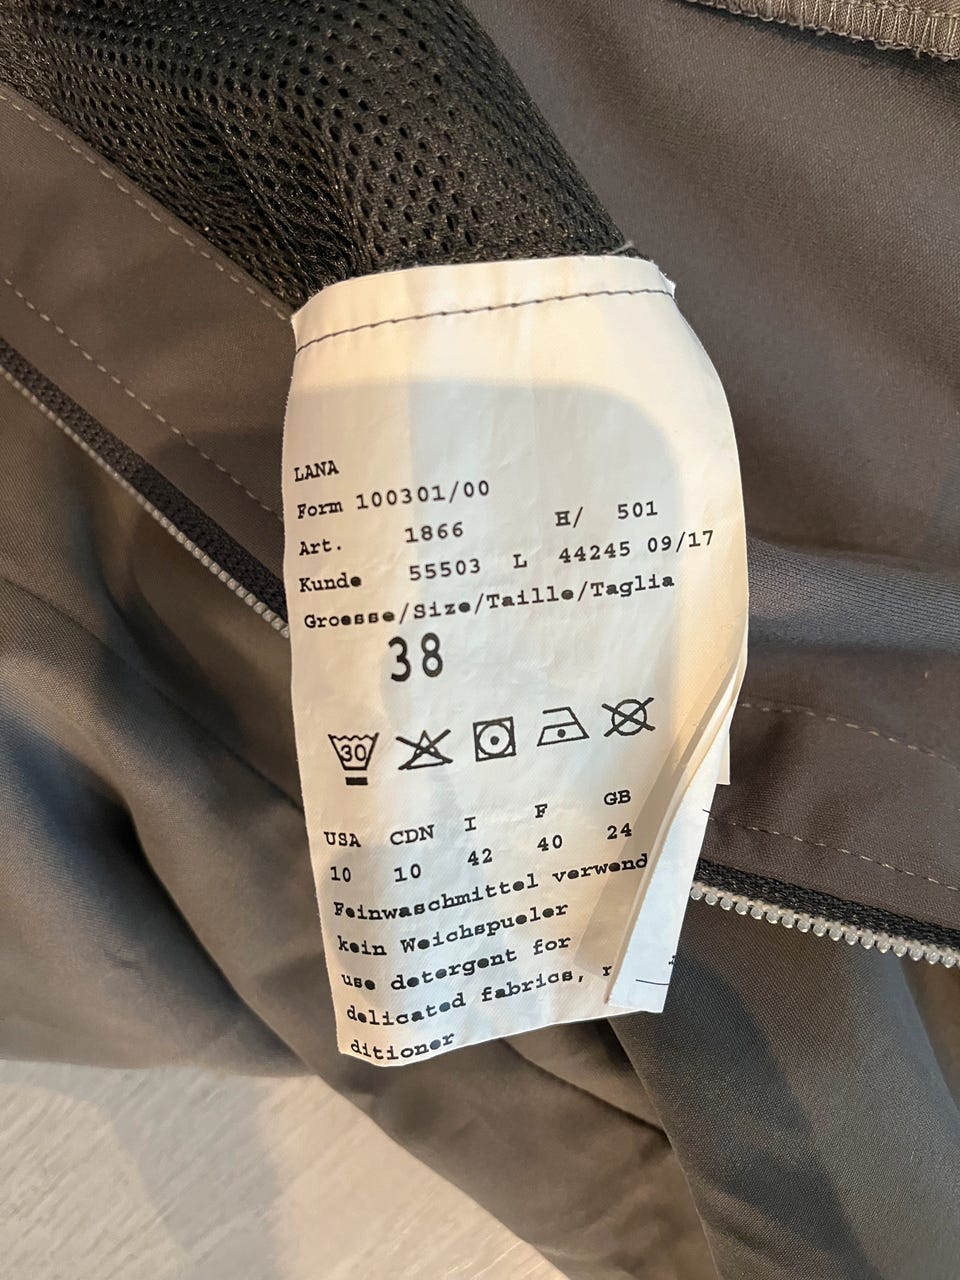 LANA
Form 100301/00
Art. 1866 H/ 501
Kunde 55503 L 44245 09/17
Groesse/Size/Taille/Taglia
38
30
USA CDN I F GB
10 10 42 40 24
Feinwaschmittel verwend
kein Weichspueler
use detergent for
delicated fabrics,
ditioner